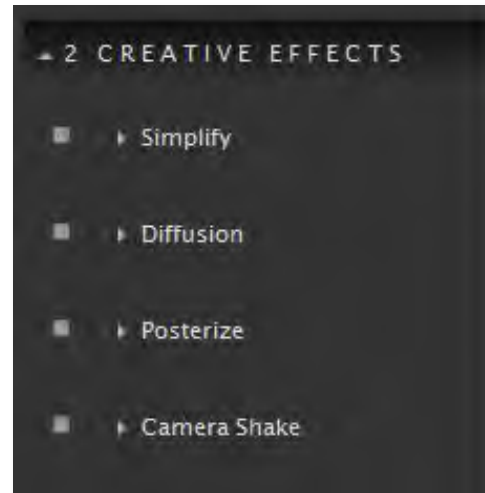 2 CREATIVE EFFECTS
Simplify
Diffusion
Posterize
Camera Shake